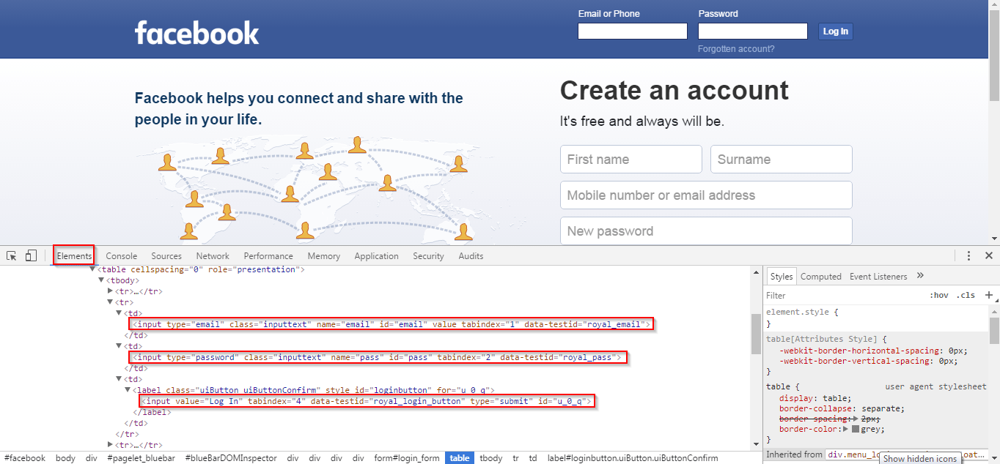 Email or Phone
Password
facebook
Log In
Forgotten account?
Facebook helps you connect and share with the
people in your life.
Create an account
It's free and always will be.
First name
Surname
Mobile number or email address
New password
Elements
Console
Sources
Network
Performance
Memory
Application
Security
Audits
▼<table cellspacing="0" role="presentation">
▼<tbody>
▶<tr>…</tr>
▼<tr>
▼<td>
<input type="email" class="inputtext" name="email" id="email" value tabindex="1" data-testid="royal_email">
</td>
▼<td>
<input type="password" class="inputtext" name="pass" id="pass" tabindex="2" data-testid="royal_pass">
</td>
▼<td>
▼<label class="uiButton uiButtonConfirm" style id="loginbutton" for="u_0_q">
<input value="Log In" tabindex="4" data-testid="royal_login_button" type="submit" id="u_0_q">
</label>
</td>
</tr>
▶<tr>…</tr>
#facebook body div #pagelet_bluebar #blueBarDOMInspector div div div div form#login_form table tbody tr td label#loginbutton.uiButton.uiButtonConfirm
Styles
Computed
Event Listeners
»
Filter
:hov .cls +
element.style {
}
table[Attributes Style] {
-webkit-border-horizontal-spacing: 0px;
-webkit-border-vertical-spacing: 0px;
}
table { user agent stylesheet
display: table;
border-collapse: separate;
border-spacing:▶2px;
border-color:▶grey;
}
Inherited from
Show hidden icons